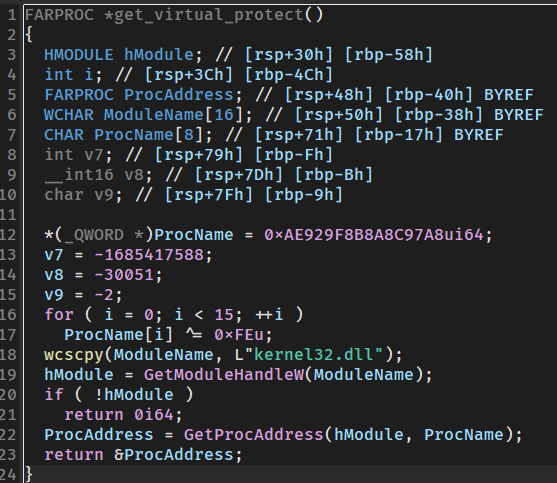 1 FARPROC *get_virtual_protect()
2 {
3 HMODULE hModule; // [rsp+30h] [rbp-58h]
4 int i; // [rsp+3Ch] [rbp-4Ch]
5 FARPROC ProcAddress; // [rsp+48h] [rbp-40h] BYREF
6 WCHAR ModuleName[16]; // [rsp+50h] [rbp-38h] BYREF
7 CHAR ProcName[8]; // [rsp+71h] [rbp-17h] BYREF
8 int v7; // [rsp+79h] [rbp-Fh]
9 __int16 v8; // [rsp+7Dh] [rbp-Bh]
10 char v9; // [rsp+7Fh] [rbp-9h]
11
12 *(_QWORD *)ProcName = 0xAE929F8B8A8C97A8ui64;
13 v7 = -1685417588;
14 v8 = -30051;
15 v9 = -2;
16 for ( i = 0; i < 15; ++i )
17 ProcName[i] ^= 0xFEu;
18 wcscpy(ModuleName, L"kernel32.dll");
19 hModule = GetModuleHandleW(ModuleName);
20 if ( !hModule )
21 return 0i64;
22 ProcAddress = GetProcAddress(hModule, ProcName);
23 return &ProcAddress;
24 }